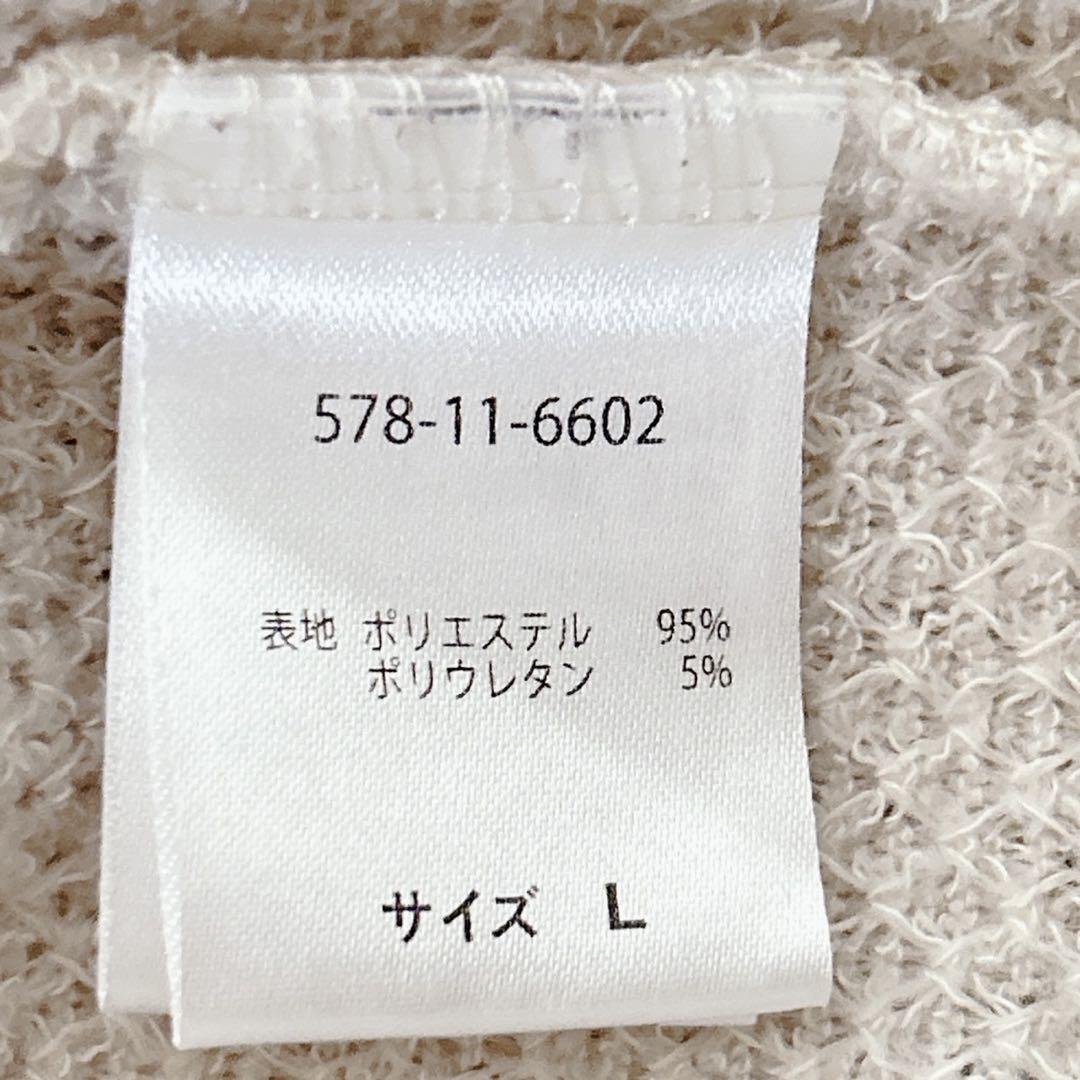 578-11-6602
表地 ポリエステル 95%
ポリウレタン 5%
サイズ L